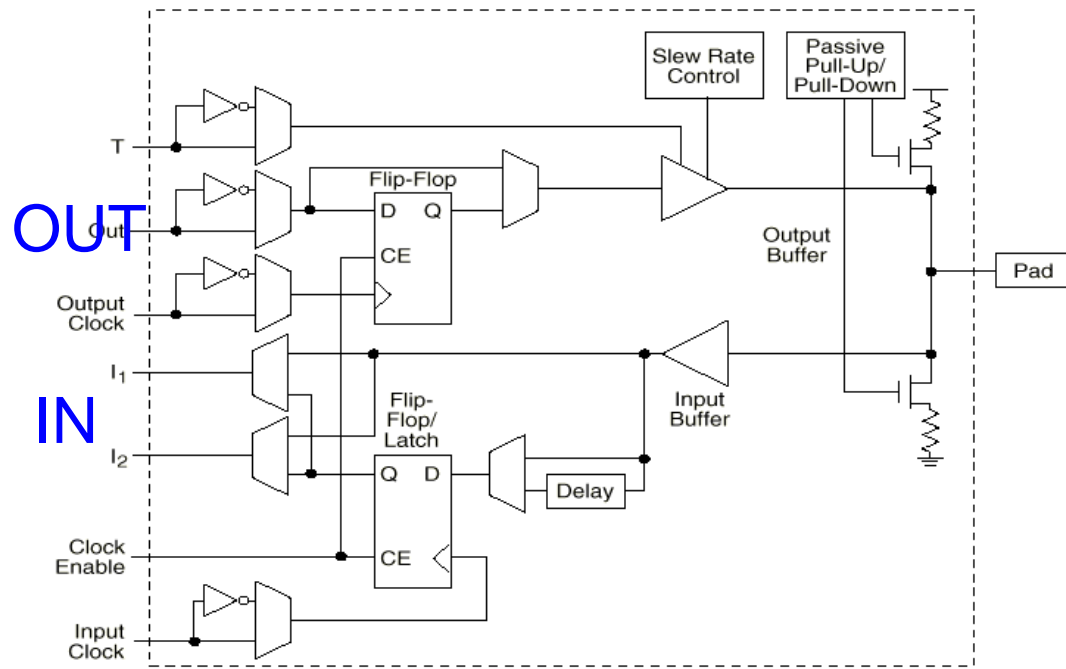 Slew Rate
Control
Passive
Pull-Up/
Pull-Down
T
Flip-Flop
D Q
OUT
Out
CE
Output
Buffer
Pad
Output
Clock
I1
Input
Buffer
IN
Flip-
Flop/
Latch
I2
Q D
Delay
Clock
Enable
CE
Input
Clock